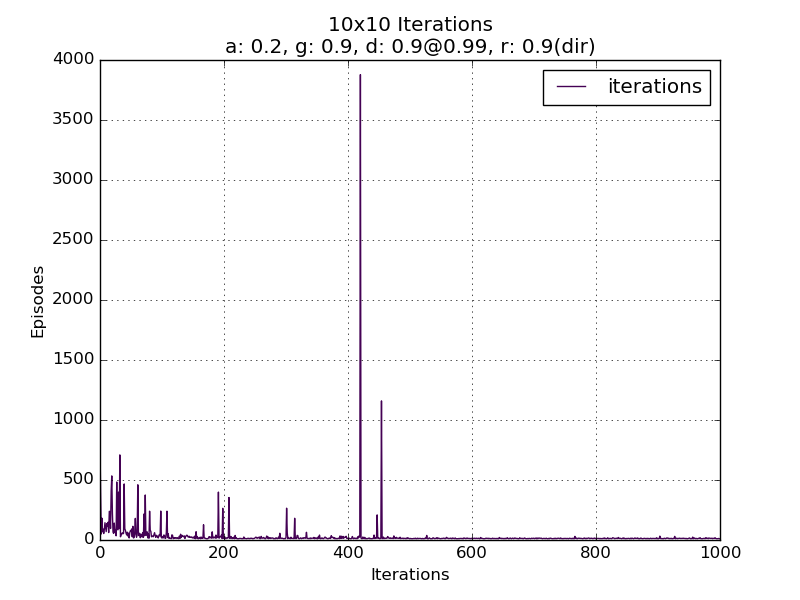 10x10 Iterations
a: 0.2, g: 0.9, d: 0.9@0.99, r: 0.9(dir)
4000
3500
3000
2500
2000
1500
1000
500
0
Episodes
iterations
0 200 400 600 800 1000
Iterations